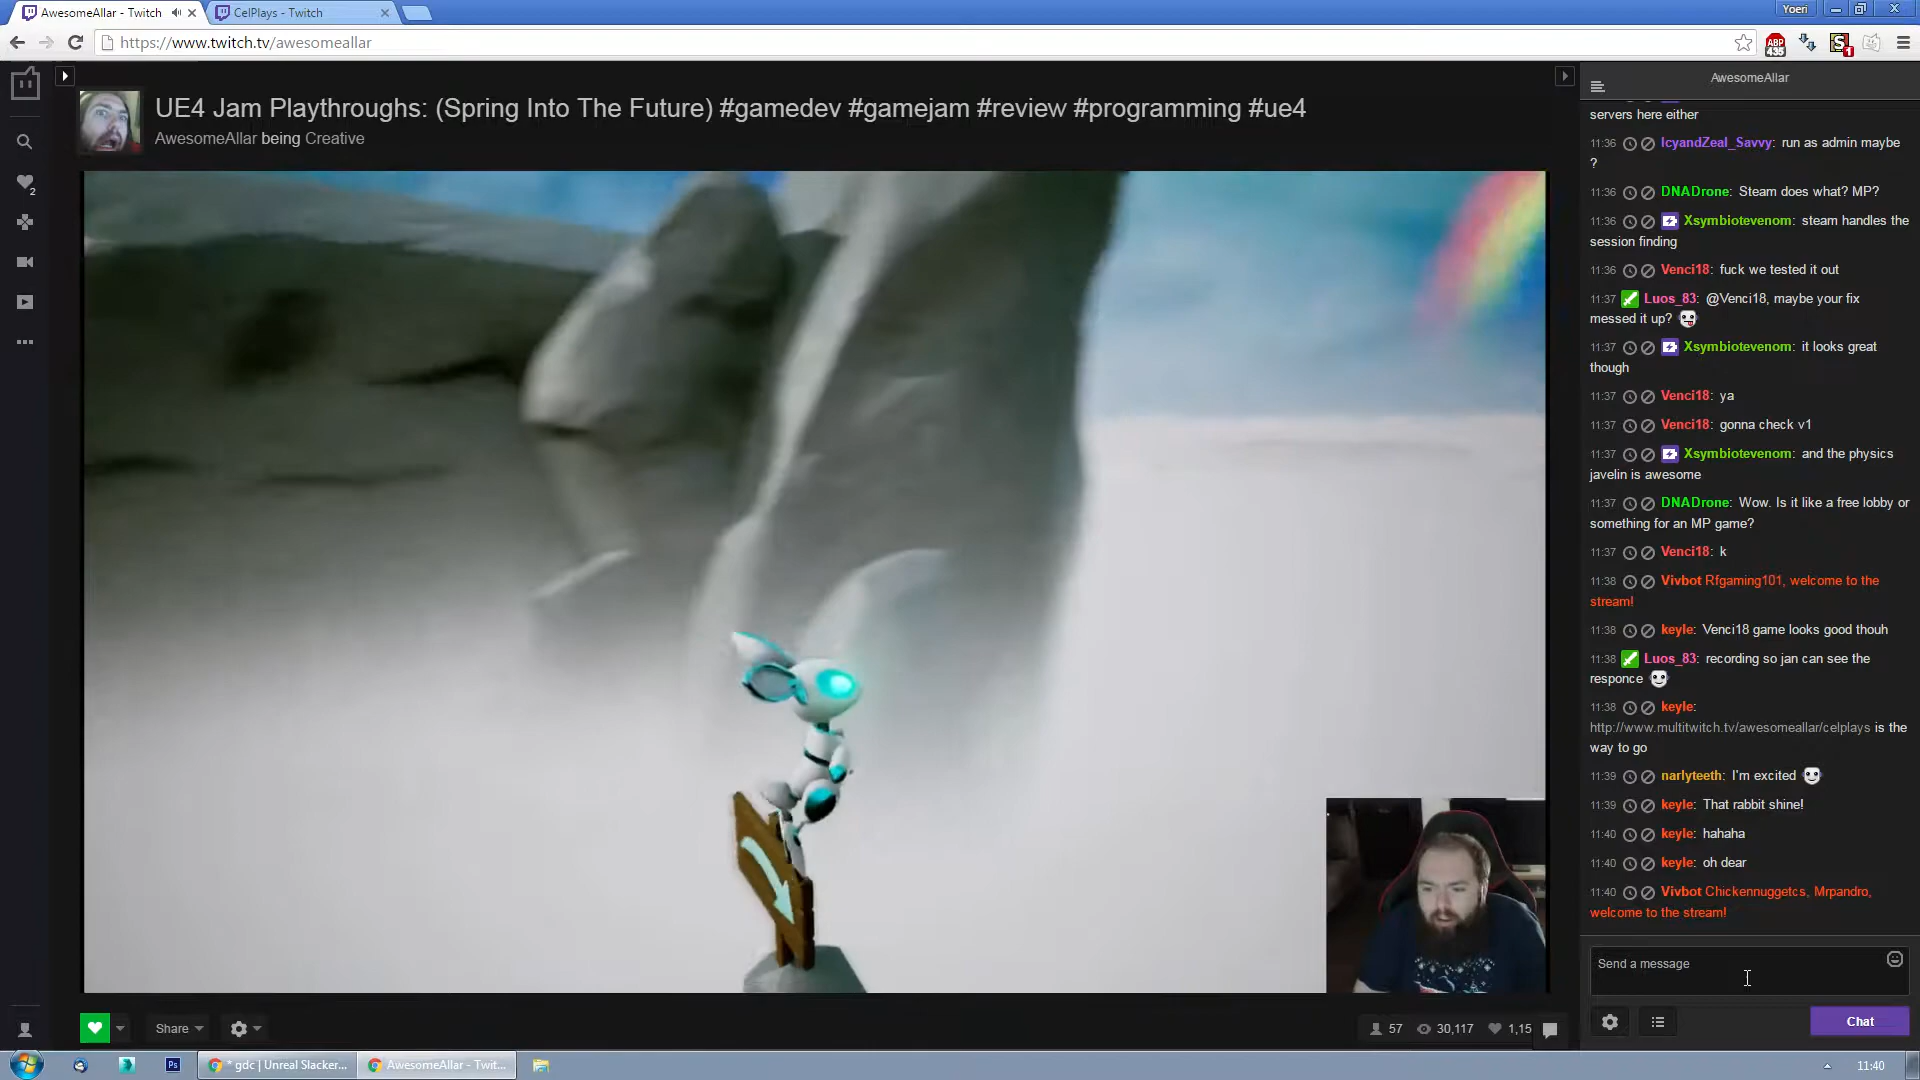 AwesomeAllar - Twitch
CelPlays - Twitch
Yoeri
https://www.twitch.tv/awesomeallar
ABP
435
S
1
UE4 Jam Playthroughs: (Spring Into The Future) #gamedev #gamejam #review #programming #ue4
AwesomeAllar being Creative
2
AwesomeAllar
servers here either
11:36 IcyandZeal_Savvy: run as admin maybe
?
11:36 DNADrone: Steam does what? MP?
11:36 Xsymbiotevenom: steam handles the
session finding
11:36 Venci18: fuck we tested it out
11:37 Luos_83: @Venci18, maybe your fix
messed it up?
11:37 Xsymbiotevenom: it looks great
though
11:37 Venci18: ya
11:37 Venci18: gonna check v1
11:37 Xsymbiotevenom: and the physics
javelin is awesome
11:37 DNADrone: Wow. Is it like a free lobby or
something for an MP game?
11:37 Venci18: k
11:38 Vivbot Rfgaming101, welcome to the
stream!
11:38 keyle: Venci18 game looks good thouh
11:38 Luos_83: recording so jan can see the
responce
11:38 keyle:
http://www.multitwitch.tv/awesomeallar/celplays is the
way to go
11:39 narlyteeth: I'm excited
11:39 keyle: That rabbit shine!
11:40 keyle: hahaha
11:40 keyle: oh dear
11:40 Vivbot Chickennuggetcs, Mrpandro,
welcome to the stream!
Send a message
Chat
Share
57
30,117
1,15
Ps
* gdc | Unreal Slacker...
AwesomeAllar - Twit...
11:40